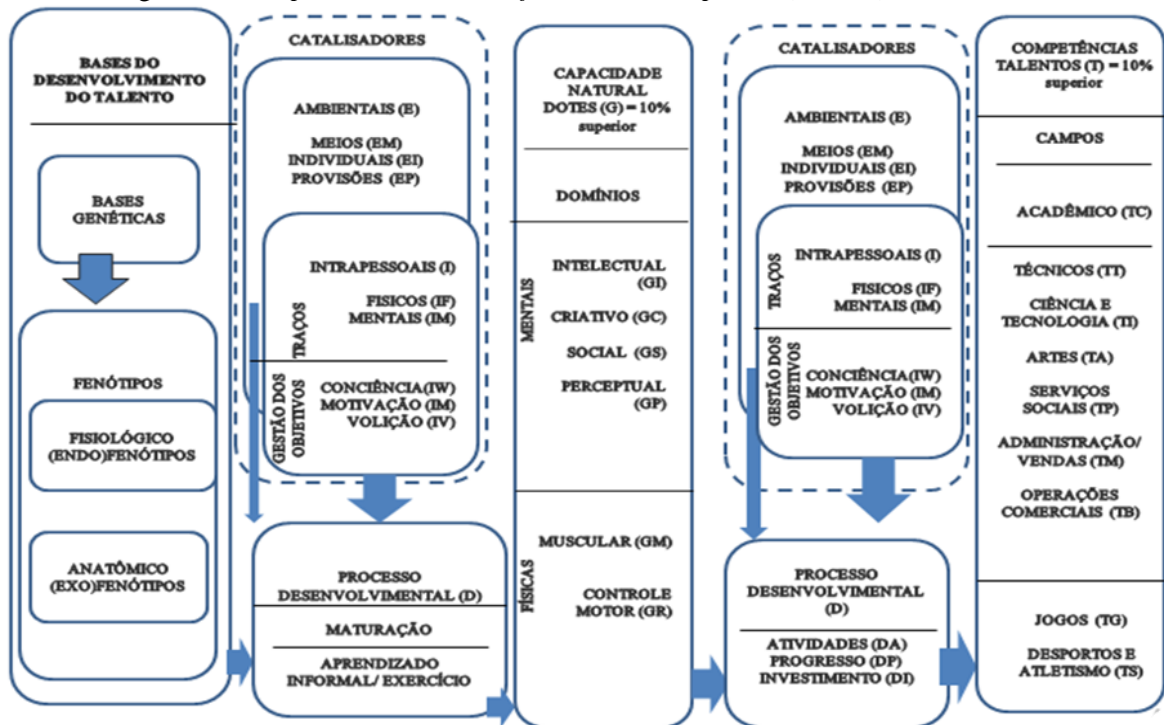 BASES DO
DESENVOLVIMENTO
DO TALENTO
BASES
GENÉTICAS
FENÓTIPOS
FISIOLÓGICO
(ENDO)FENÓTIPOS
ANATÔMICO
(EXO)FENÓTIPOS
CATALISADORES
AMBIENTAIS (E)
MEIOS (EM)
INDIVIDUAIS (EI)
PROVISÕES (EP)
INTRAPESSOAIS (I)
FISICOS (IF)
MENTAIS (IM)
TRAÇOS
CONCIÊNCIA(IW)
MOTIVAÇÃO (IM)
VOLIÇÃO (IV)
GESTÃO DOS
OBJETIVOS
PROCESSO
DESENVOLVIMENTAL (D)
MATURAÇÃO
APRENDIZADO
INFORMAL/ EXERCÍCIO
CAPACIDADE
NATURAL
DOTES (G) = 10%
superior
DOMÍNIOS
MENTAIS
INTELECTUAL
(GI)
CRIATIVO (GC)
SOCIAL (GS)
PERCEPTUAL
(GP)
FÍSICAS
MUSCULAR (GM)
CONTROLE
MOTOR (GR)
CATALISADORES
AMBIENTAIS (E)
MEIOS (EM)
INDIVIDUAIS (EI)
PROVISÕES (EP)
INTRAPESSOAIS (I)
FISICOS (IF)
MENTAIS (IM)
TRAÇOS
CONCIÊNCIA(IW)
MOTIVAÇÃO (IM)
VOLIÇÃO (IV)
GESTÃO DOS
OBJETIVOS
PROCESSO
DESENVOLVIMENTAL
(D)
ATIVIDADES (DA)
PROGRESSO (DP)
INVESTIMENTO (DI)
COMPETÊNCIAS
TALENTOS (T) = 10%
superior
CAMPOS
ACADÊMICO (TC)
TÉCNICOS (TT)
CIÊNCIA E
TECNOLOGIA (TI)
ARTES (TA)
SERVIÇOS
SOCIAIS (TP)
ADMINISTRAÇÃO/
VENDAS (TM)
OPERAÇÕES
COMERCIAIS (TB)
JOGOS (TG)
DESPORTOS E
ATLETISMO (TS)